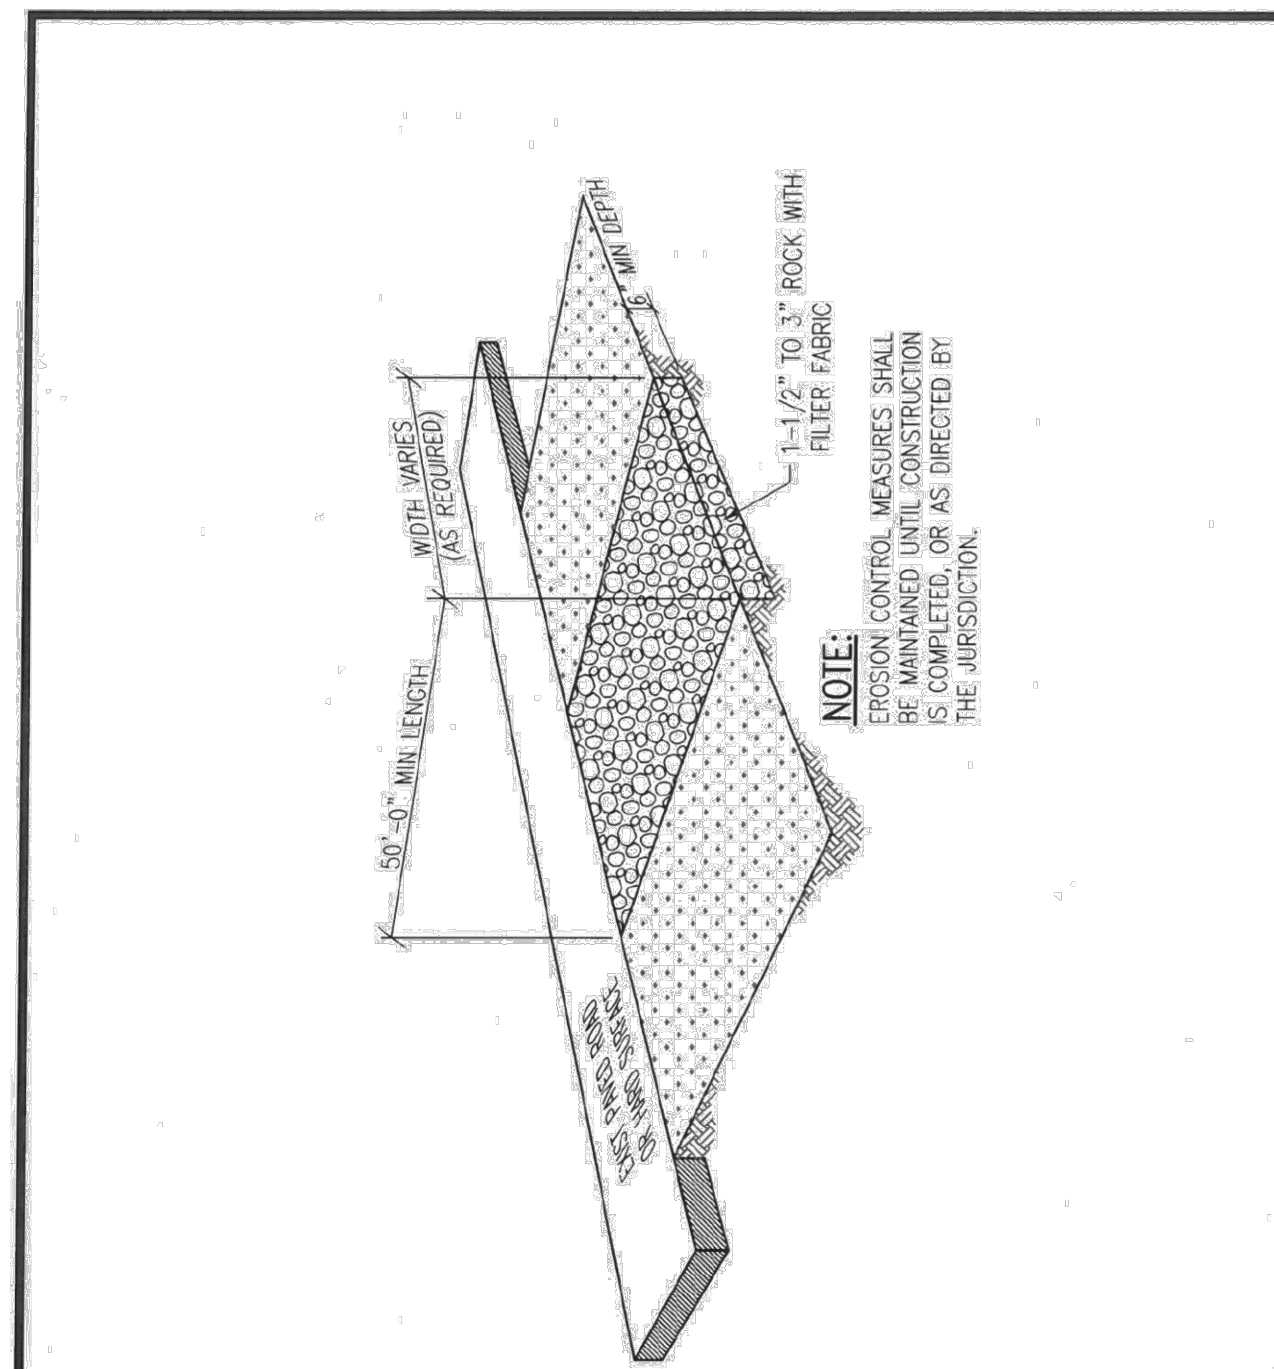 50'-0" MIN LENGTH
WDTH VARIES
(AS REQUIRED)
6" MIN DEPTH
1-1/2" TO 3" ROCK WITH
FILTER FABRIC
EXIST PAVED ROAD
OR HARD SURFACE
NOTE:
EROSION CONTROL MEASURES SHALL
BE MAINTAINED UNTIL CONSTRUCTION
IS COMPLETED, OR AS DIRECTED BY
THE JURISDICTION.